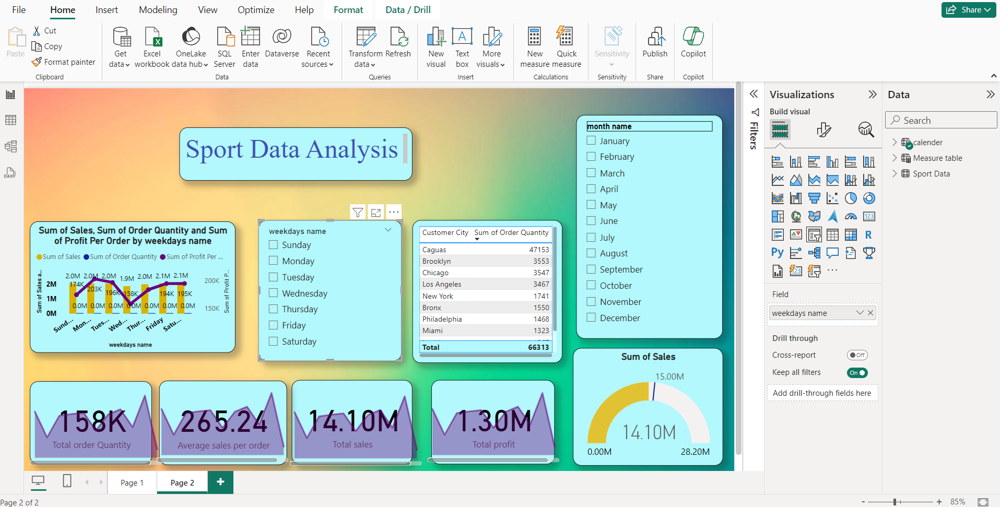 File Home Insert Modeling View Optimize Help Format Data / Drill Share
Paste Cut
Copy
Format painter
Clipboard
Get data
Excel workbook
OneLake data hub
SQL Server
Enter data
Dataverse
Recent sources
Data
Transform data
Refresh
Queries
New visual
Text box
More visuals
Insert
New measure
Quick measure
Calculations
Sensitivity
Sensitivity
Publish
Share
Copilot
Copilot
DAX
Sport Data Analysis
month name
January
February
March
April
May
June
July
August
September
October
November
December
Sum of Sales, Sum of Order Quantity and Sum
of Profit Per Order by weekdays name
Sum of Sales Sum of Order Quantity Sum of Profit Per ...
Sum of Sales a...
2M
1M
0M
2.0M 2.0M 2.0M 1.9M 2.0M 2.1M 2.1M
174K 203K 196K 158K 194K 195K
0.0M 0.0M 0.0M 0.0M 0.0M 0.0M 0.0M
200K
150K
Sum of Profit P...
Sund... Mon... Tues... Wed... Thur... Friday Satu...
weekdays name
weekdays name
Sunday
Monday
Tuesday
Wednesday
Thursday
Friday
Saturday
Customer City Sum of Order Quantity
Caguas 47153
Brooklyn 3553
Chicago 3547
Los Angeles 3467
New York 1741
Bronx 1550
Philadelphia 1468
Miami 1323
Total 66313
158K
Total order Quantity
265.24
Average sales per order
14.10M
Total sales
1.30M
Total profit
Sum of Sales
15.00M
14.10M
0.00M 28.20M
Page 1 Page 2 +
Page 2 of 2
- + 85%
Filters
Visualizations
Build visual
123
R
Py
123
...
Field
weekdays name
Drill through
Cross-report Off
Keep all filters On
Add drill-through fields here
Data
Search
calender
Measure table
Sport Data